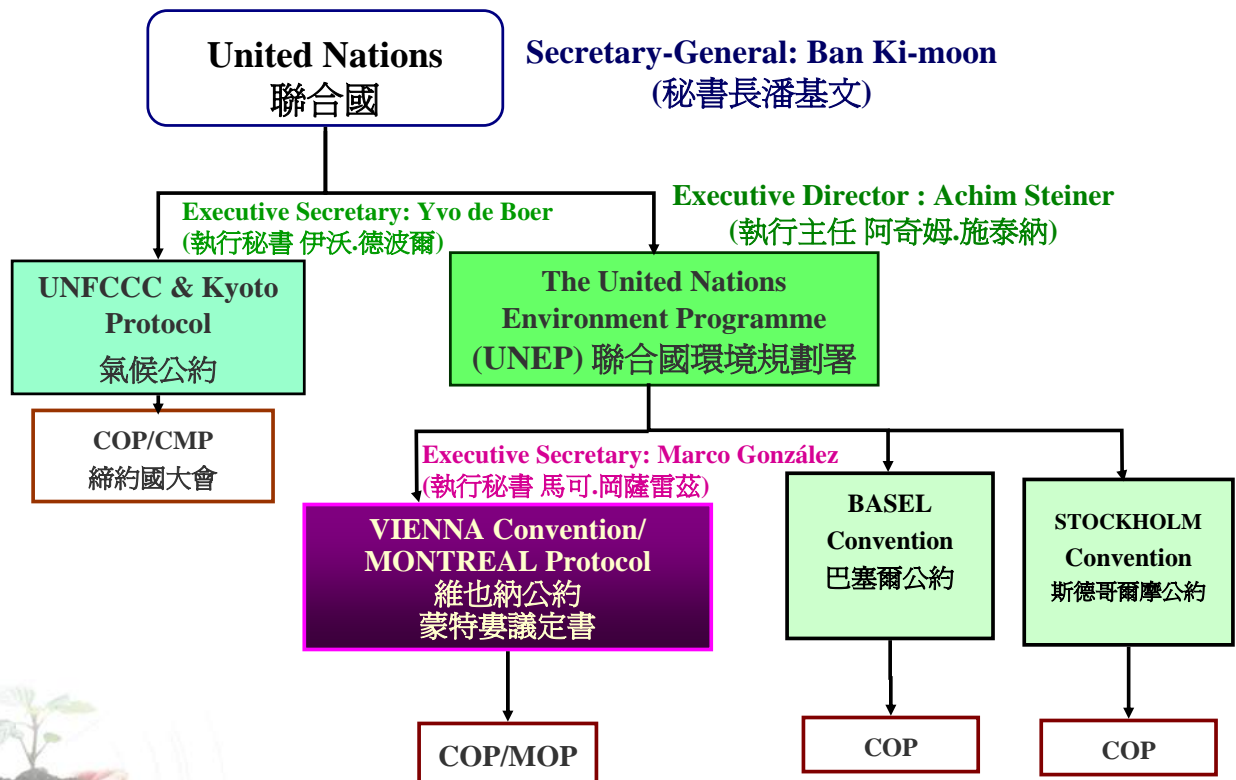 United Nations
聯合國
Secretary-General: Ban Ki-moon
(秘書長潘基文)
Executive Secretary: Yvo de Boer
(執行秘書 伊沃.德波爾)
Executive Director : Achim Steiner
(執行主任 阿奇姆.施泰納)
UNFCCC & Kyoto
Protocol
氣候公約
The United Nations
Environment Programme
(UNEP) 聯合國環境規劃署
COP/CMP
締約國大會
Executive Secretary: Marco González
(執行秘書 馬可.岡薩雷茲)
VIENNA Convention/
MONTREAL Protocol
維也納公約
蒙特婁議定書
BASEL
Convention
巴塞爾公約
STOCKHOLM
Convention
斯德哥爾摩公約
COP/MOP
COP
COP